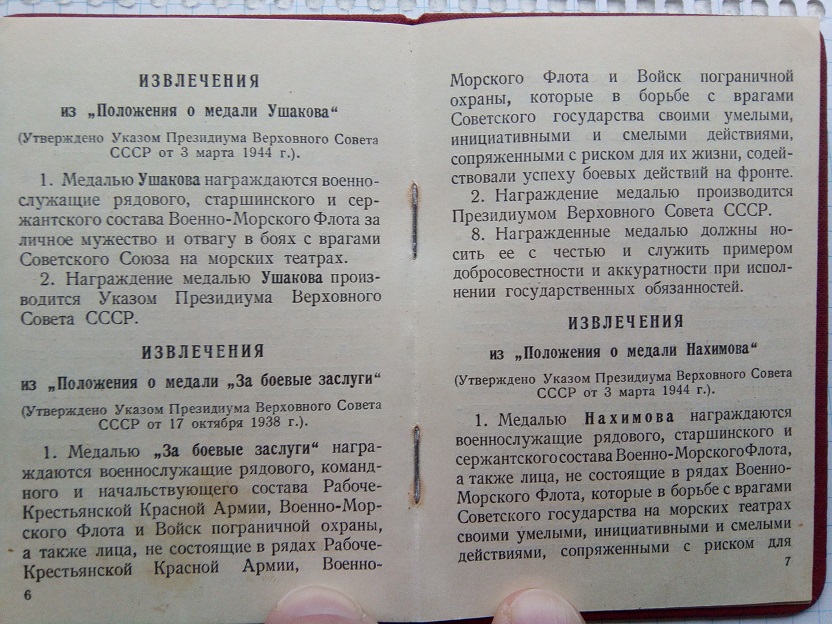 ИЗВЛЕЧЕНИЯ
из „Положения о медали Ушакова“
(Утверждено Указом Президиума Верховного Совета
СССР от 3 марта 1944 г.).
1. Медалью Ушакова награждаются военно-
служащие рядового, старшинского и сер-
жантского состава Военно-Морского Флота за
личное мужество и отвагу в боях с врагами
Советского Союза на морских театрах.
2. Награждение медалью Ушакова произ-
водится Указом Президиума Верховного
Совета СССР.
ИЗВЛЕЧЕНИЯ
из „Положения о медали „За боевые заслуги“
(Утверждено Указом Президиума Верховного Совета
СССР от 17 октября 1938 г.).
1. Медалью „За боевые заслуги“ награ-
ждаются военнослужащие рядового, команд-
ного и начальствующего состава Рабоче-
Крестьянской Красной Армии, Военно-Мор-
ского Флота и Войск пограничной охраны,
а также лица, не состоящие в рядах Рабоче-
Крестьянской Красной Армии, Военно-
6
Морского Флота и Войск пограничной
охраны, которые в борьбе с врагами
Советского государства своими умелыми,
инициативными и смелыми действиями,
сопряженными с риском для их жизни, содей-
ствовали успеху боевых действий на фронте.
2. Награждение медалью производится
Президиумом Верховного Совета СССР.
8. Награжденные медалью должны но-
сить ее с честью и служить примером
добросовестности и аккуратности при испол-
нении государственных обязанностей.
ИЗВЛЕЧЕНИЯ
из „Положения о медали Нахимова“
(Утверждено Указом Президиума Верховного Совета
СССР от 3 марта 1944 г.).
1. Медалью Нахимова награждаются
военнослужащие рядового, старшинского и
сержантского состава Военно-Морского Флота,
а также лица, не состоящие в рядах Военно-
Морского Флота, которые в борьбе с врагами
Советского государства на морских театрах
своими умелыми, инициативными и смелыми
действиями, сопряженными с риском для
7